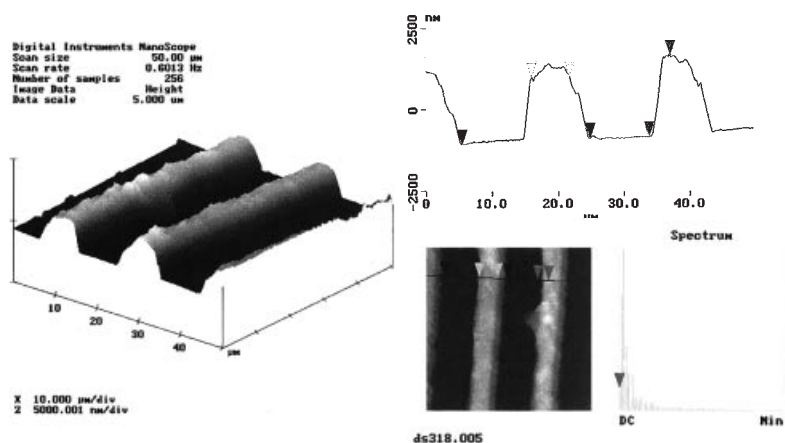 Digital Instruments NanoScope
Scan size 50.00 µm
Scan rate 0.6013 Hz
Number of samples 256
Image Data Height
Data scale 5.000 um
10
20
30
40
µm
X 10.000 µm/div
Z 5000.001 nm/div
nM
2500
0
-2500
0
10.0
20.0
30.0
40.0
Spectrum
DC
Min
ds318.005